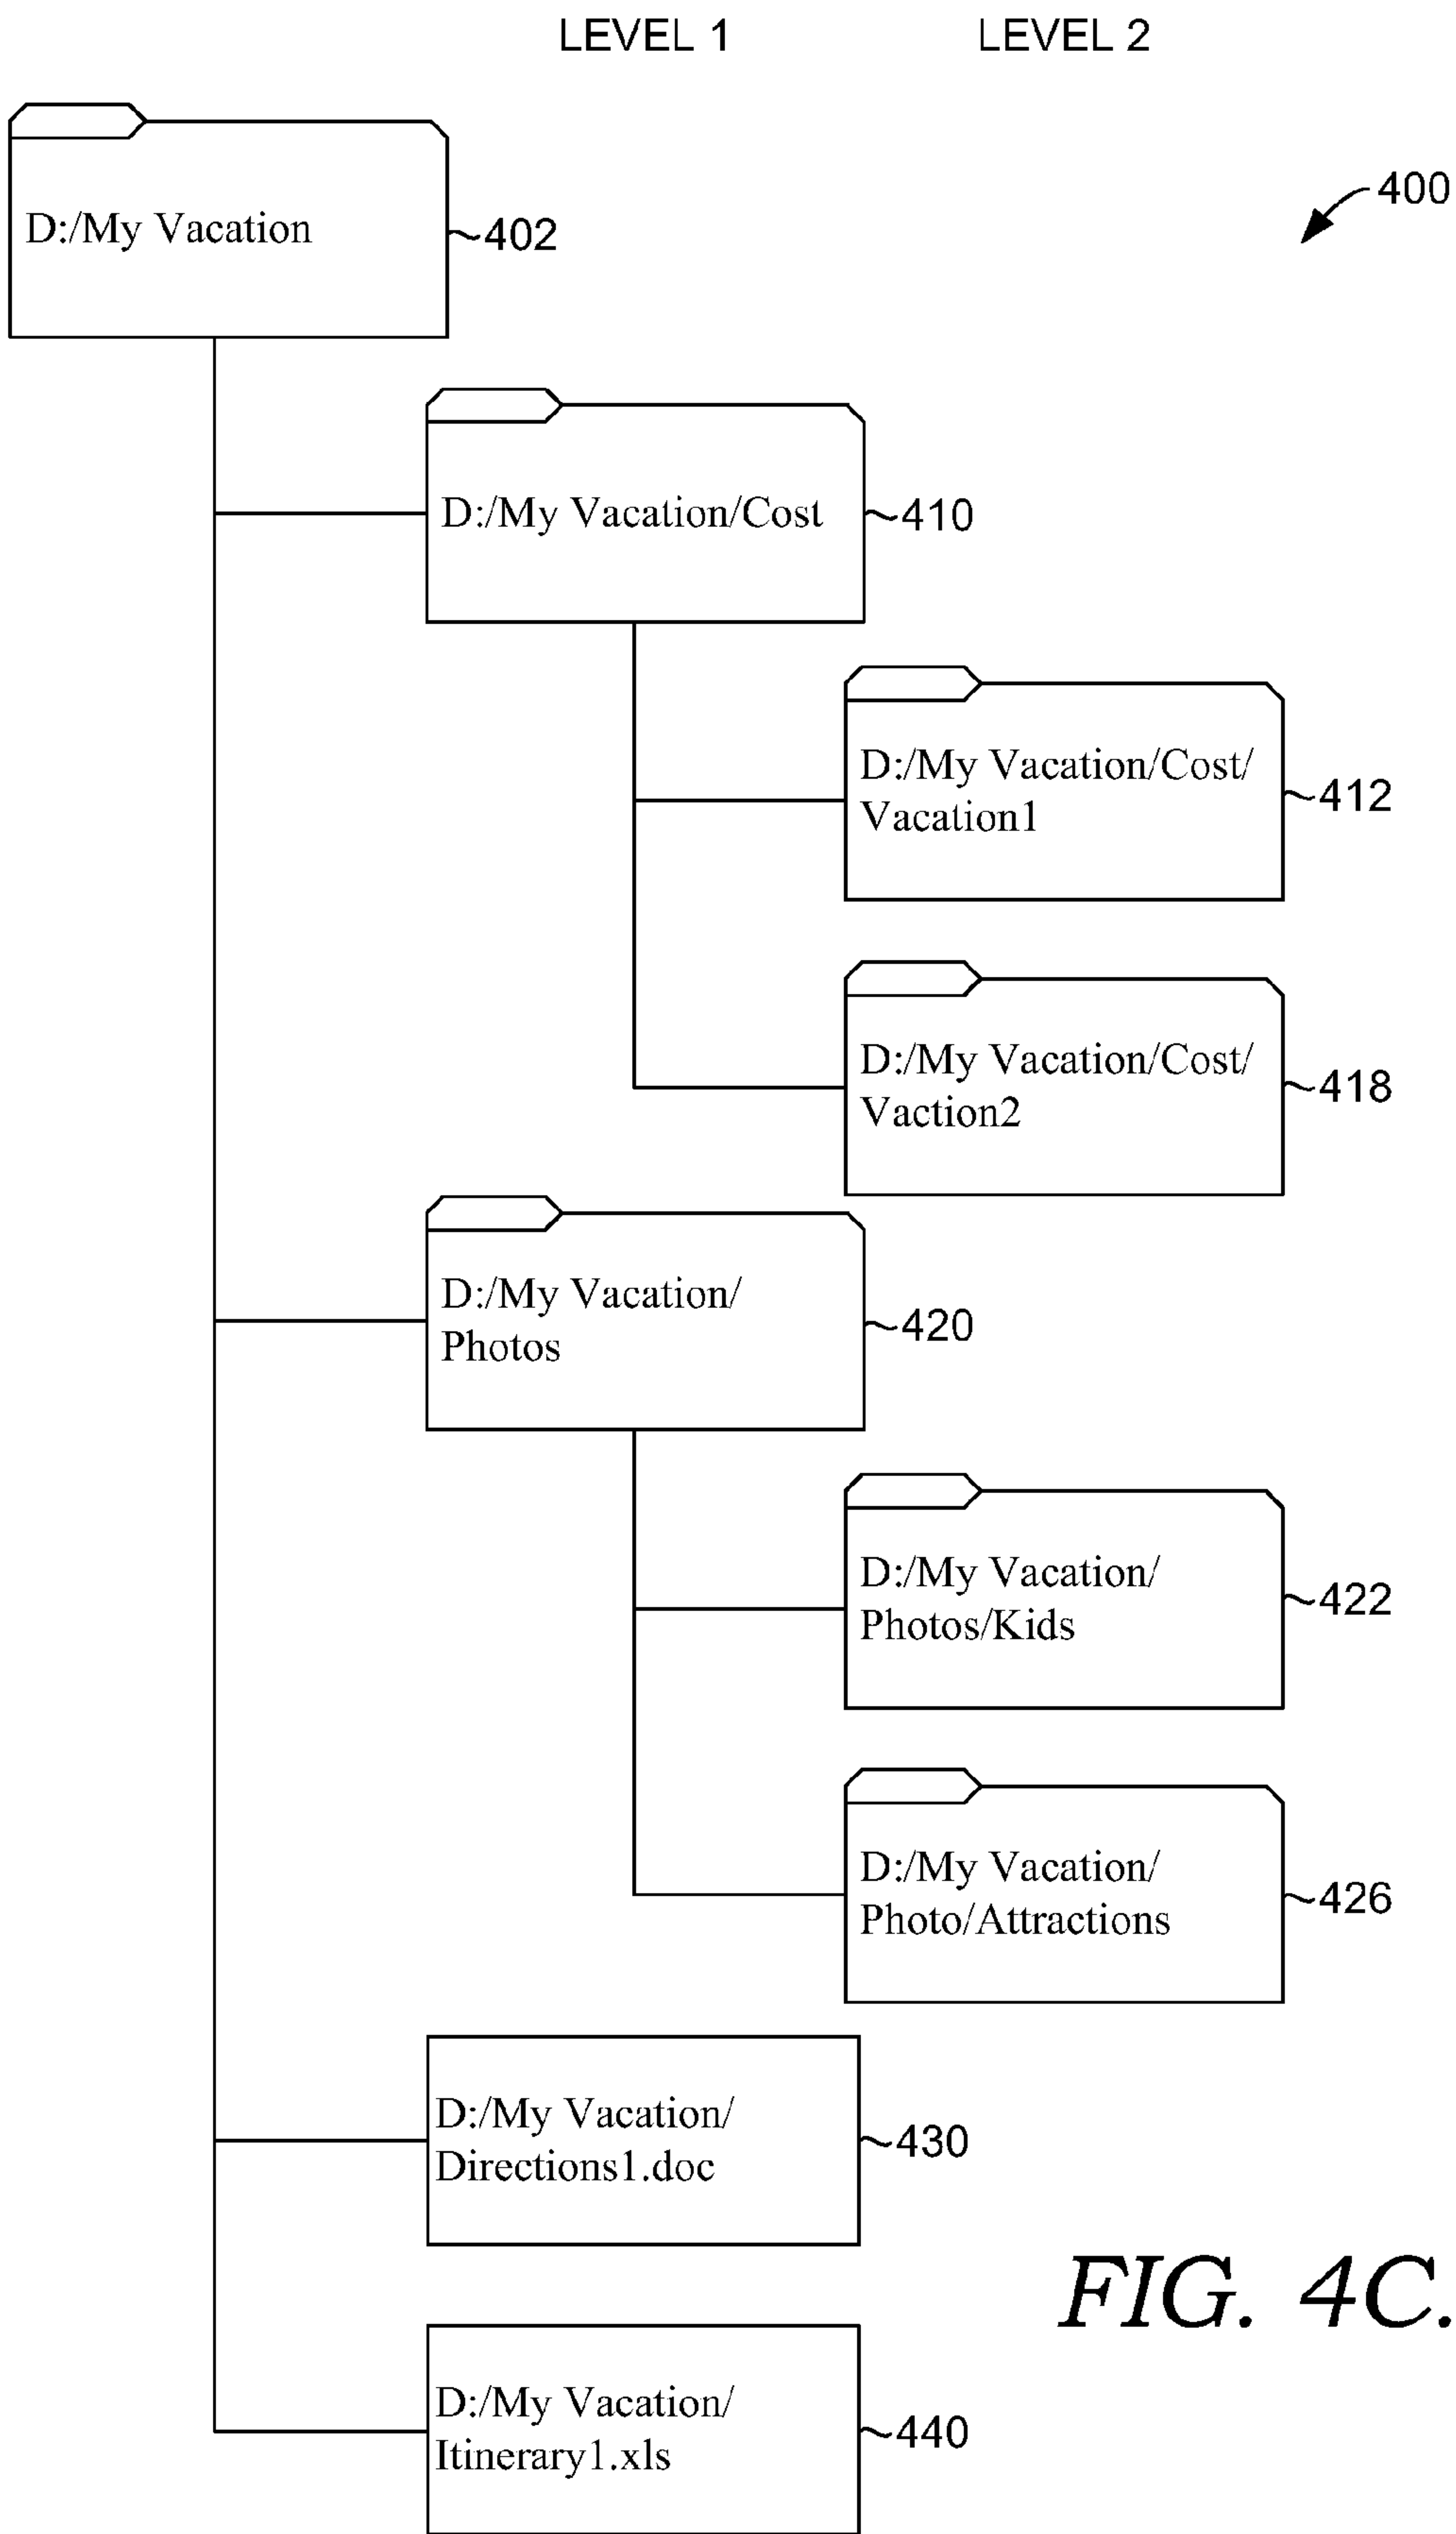 LEVEL 1
LEVEL 2
400
D:/My Vacation
402
D:/My Vacation/Cost
410
D:/My Vacation/Cost/
Vacation1
412
D:/My Vacation/Cost/
Vaction2
418
D:/My Vacation/
Photos
420
D:/My Vacation/
Photos/Kids
422
D:/My Vacation/
Photo/Attractions
426
D:/My Vacation/
Directions1.doc
430
D:/My Vacation/
Itinerary1.xls
440
FIG. 4C.